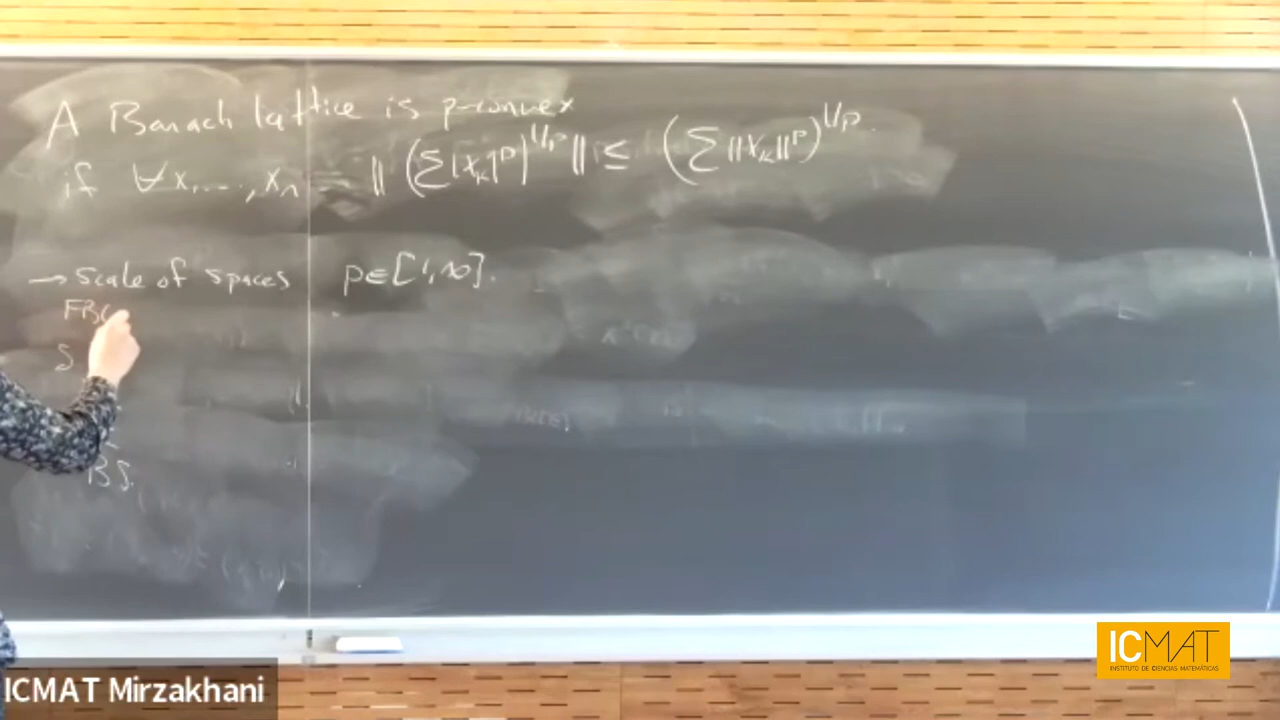 A Banach lattice is p-convex
if ∀x₁,...,xₙ ‖(∑|xₖ|ᵖ)^{1/p}‖ ≤ (∑‖xₖ‖ᵖ)^{1/p}.
→ scale of spaces p∈[1,∞].
FB
S
BS.
ICMAT
INSTITUTO DE CIENCIAS MATEMÁTICAS
ICMAT Mirzakhani